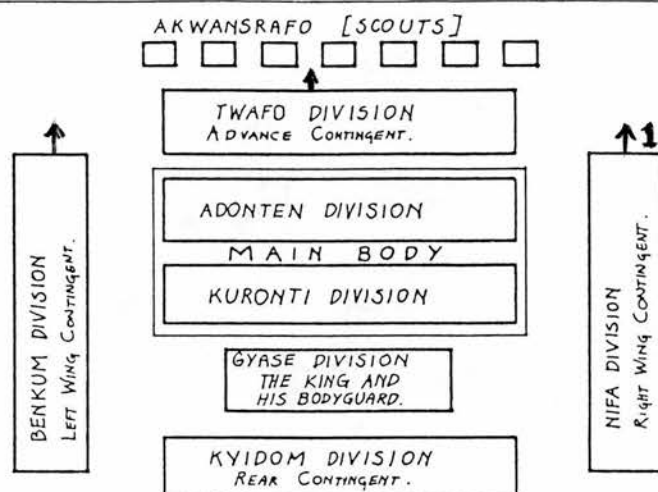 AKWANSRAFO [SCOUTS]
TWAFO DIVISION
ADVANCE CONTINGENT.
1
ADONTEN DIVISION
MAIN BODY
KURONTI DIVISION
BENKUM DIVISION
LEFT WING CONTINGENT.
NIFA DIVISION
RIGHT WING CONTINGENT.
GYASE DIVISION
THE KING AND
HIS BODYGUARD.
KYIDOM DIVISION
REAR CONTINGENT.